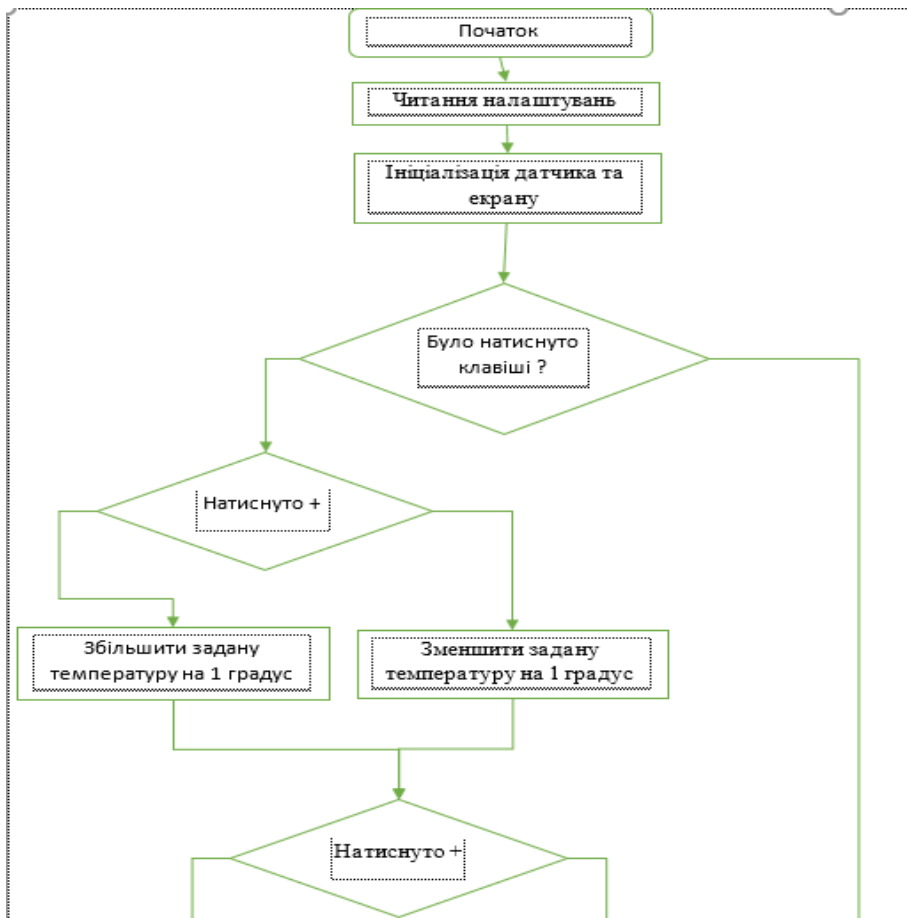 Початок
Читання налаштувань
Ініціалізація датчика та
екрану
Було натиснуто
клавіші ?
Натиснуто +
Збільшити задану
температуру на 1 градус
Зменшити задану
температуру на 1 градус
Натиснуто +